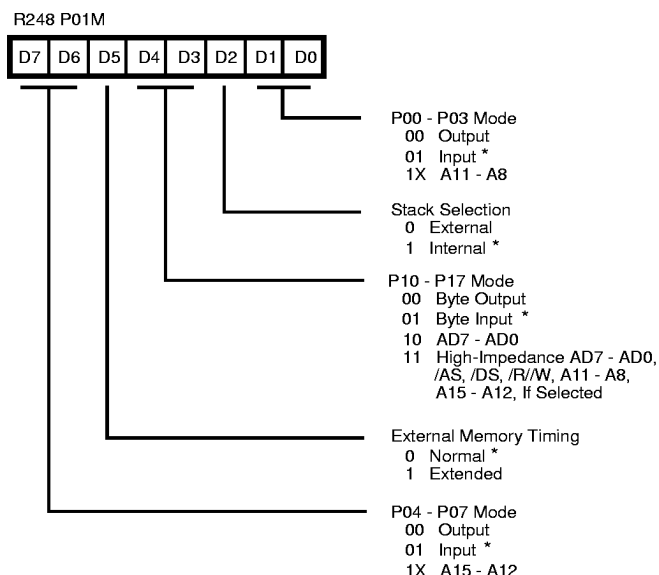 R248 P01M
D7 D6 D5 D4 D3 D2 D1 D0
P00 - P03 Mode
00 Output
01 Input *
1X A11 - A8
Stack Selection
0 External
1 Internal *
P10 - P17 Mode
00 Byte Output
01 Byte Input *
10 AD7 - AD0
11 High-Impedance AD7 - AD0,
/AS, /DS, /R//W, A11 - A8,
A15 - A12, If Selected
External Memory Timing
0 Normal *
1 Extended
P04 - P07 Mode
00 Output
01 Input *
1X A15 - A12